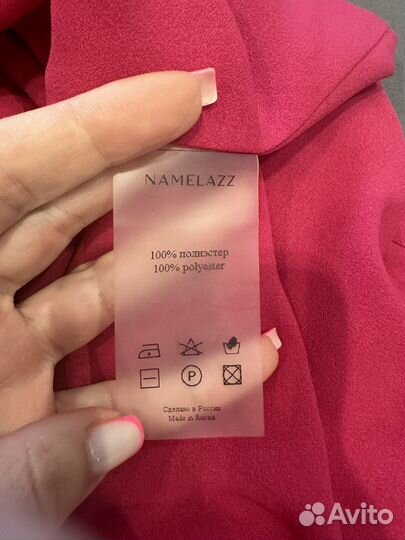 NAMELAZZ
100% полиэстер
100% polyester
P
Сделано в России
Made in Russia
Avito